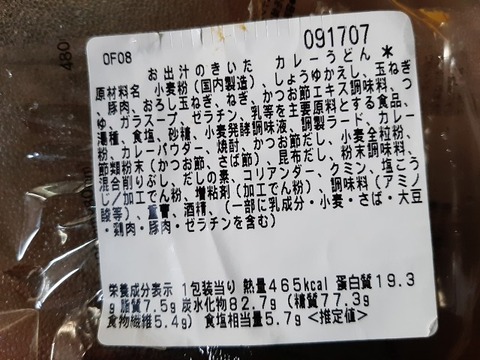 091707
0F08
お出汁のきいた カレーうどん*
原材料名 小麦粉(国内製造)、しょうゆかえし、玉ねぎ
、豚肉、おろし玉ねぎ、ねぎ、かつお節エキス調味料、し
ょ、ガラスープ、ゼラチン、乳等を主要原料とする食品、
湯種、食塩、砂糖、小麦発酵調味液、調製ラード、カレー
粉、カレーパウダー、焼酎、かつお節だし、小麦全粒粉、
節類粉末(かつお節、さば節)、昆布だし、粉末調味料、
混合削りぶしだしの素、コリアンダー、クミン、塩こう
じ/加工でん粉、増粘剤(加工でん粉)、調味料(アミノ
酸等)、重曹、酒精、(一部に乳成分・小麦・さば・大豆
・鶏肉・豚肉・ゼラチンを含む)
栄養成分表示 1包装当り 熱量465kcal 蛋白質19.3
g 脂質7.5g 炭水化物82.7g (糖質77.3g
食物繊維5.4g) 食塩相当量5.7g <推定値>
480